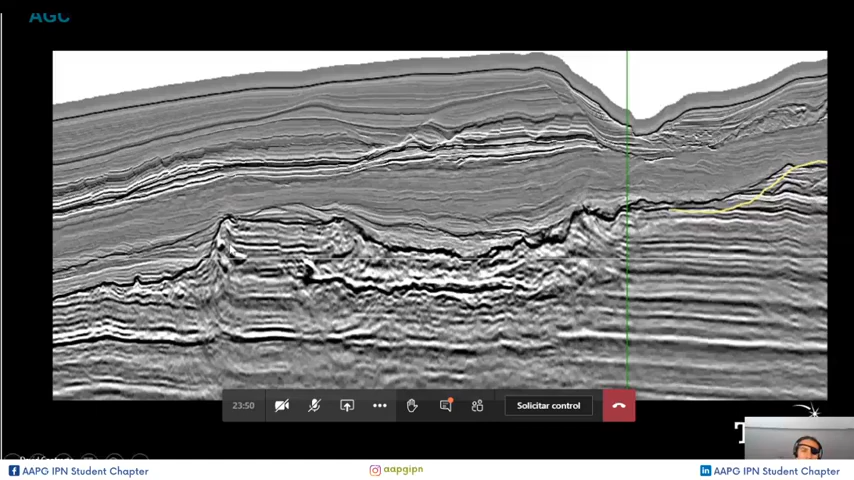 AGC
23:50
Solicitar control
AAPG IPN Student Chapter
aapgipn
AAPG IPN Student Chapter